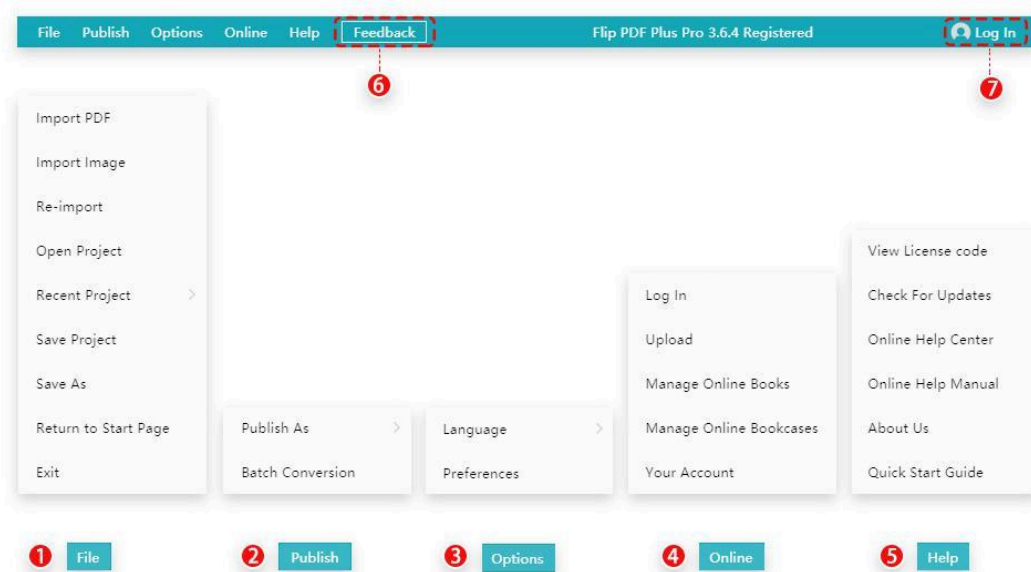 File Publish Options Online Help Feedback Flip PDF Plus Pro 3.6.4 Registered Log In
6 7
Import PDF
Import Image
Re-import
Open Project
Recent Project
Save Project
Save As
Return to Start Page
Exit
Publish As
Batch Conversion
Language
Preferences
Log In
Upload
Manage Online Books
Manage Online Bookcases
Your Account
View License code
Check For Updates
Online Help Center
Online Help Manual
About Us
Quick Start Guide
1 File 2 Publish 3 Options 4 Online 5 Help